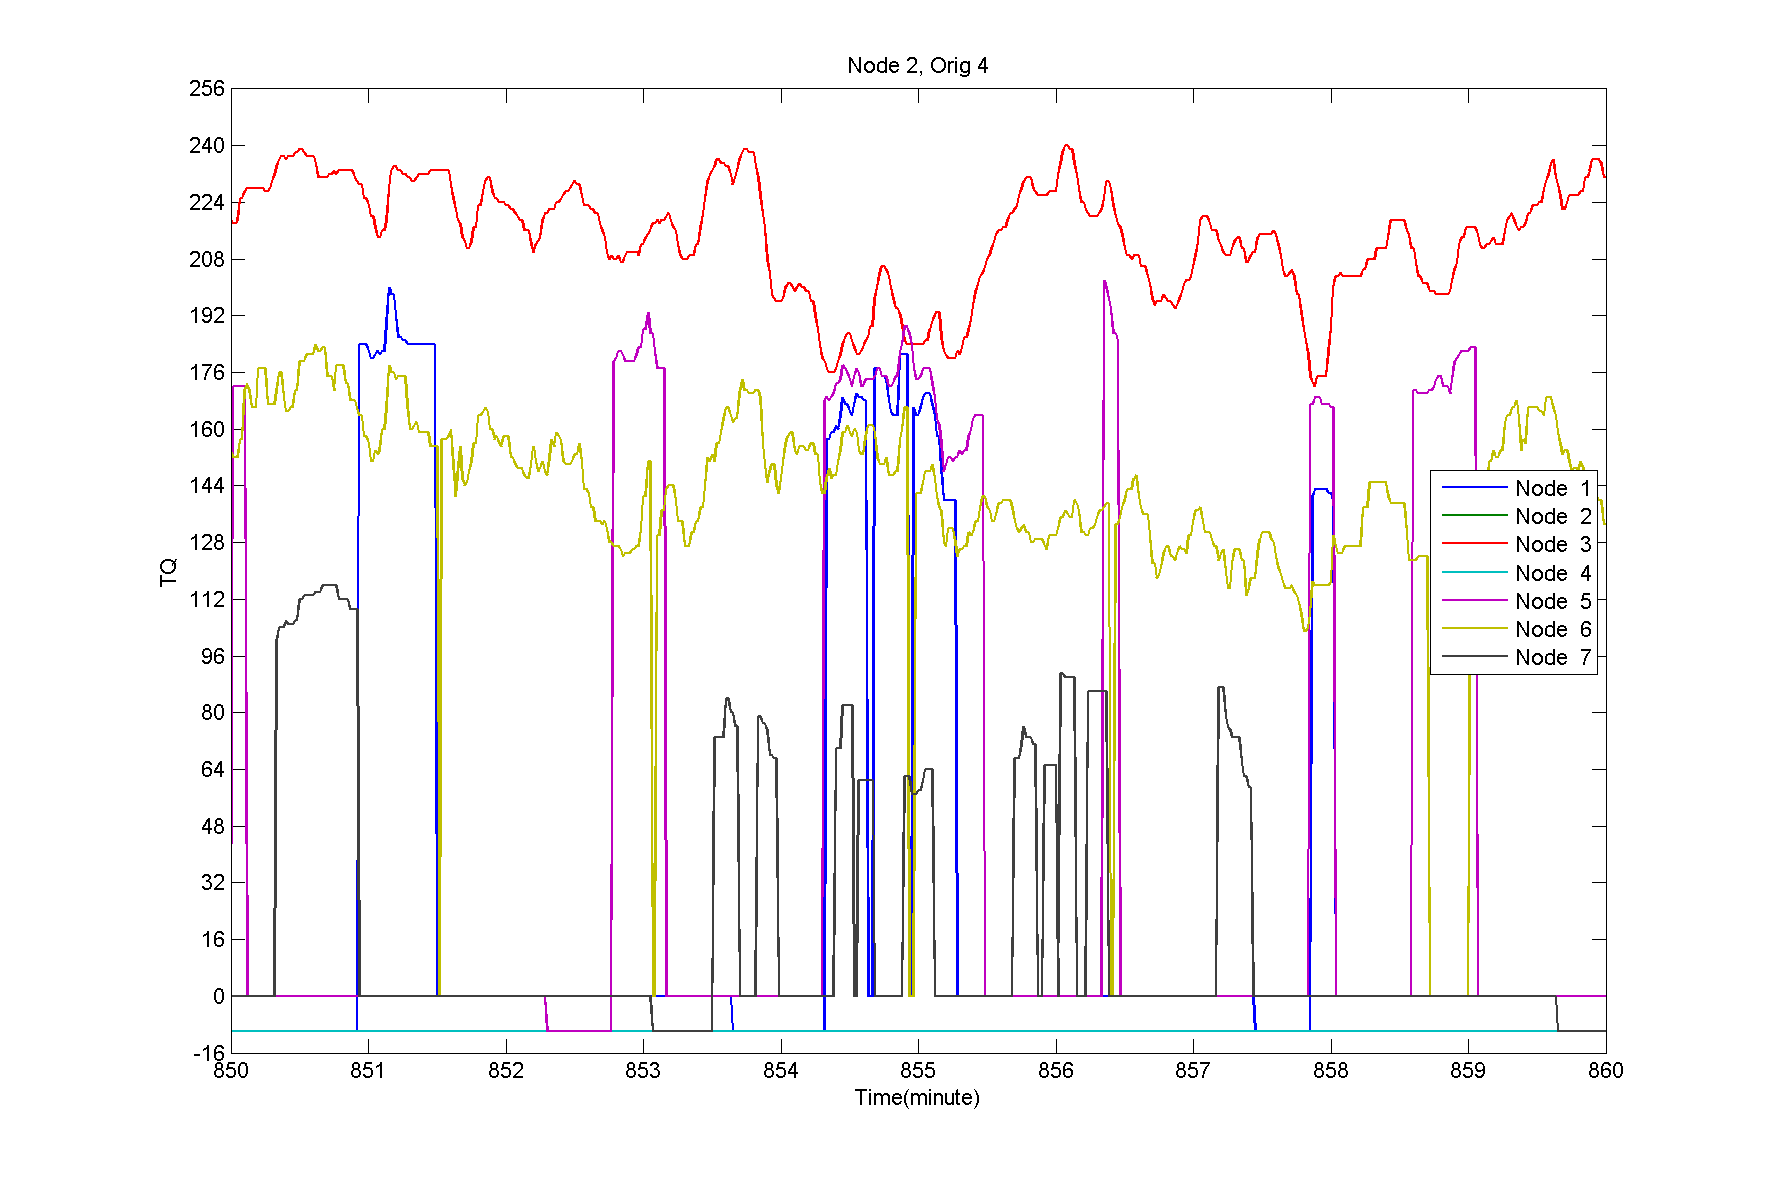 Node 2, Orig 4
256
240
224
208
192
176
160
144
128
112
96
80
64
48
32
16
0
-16
TQ
Node 1
Node 2
Node 3
Node 4
Node 5
Node 6
Node 7
850 851 852 853 854 855 856 857 858 859 860
Time(minute)